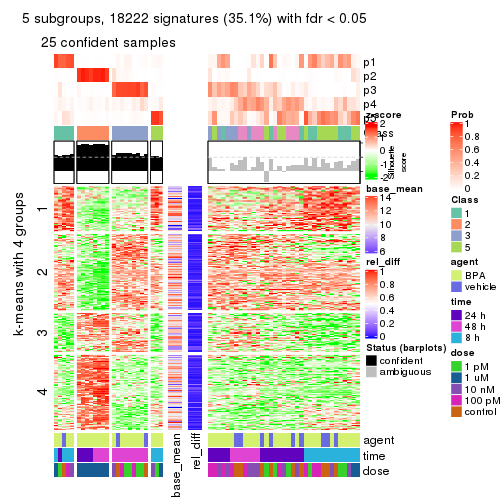 5 subgroups, 18222 signatures (35.1%) with fdr < 0.05
25 confident samples
p1
p2
p3
p4
p5
Class
1
0.5
0
Silhouette
score
k-means with 4 groups
1
2
3
4
base_mean
rel_diff
agent
time
dose
z-score
2
1
0
-1
-2
base_mean
14
12
10
8
6
rel_diff
1
0.8
0.6
0.4
0.2
0
Status (barplots)
confident
ambiguous
Prob
1
0.8
0.6
0.4
0.2
0
Class
1
2
3
5
agent
BPA
vehicle
time
24 h
48 h
8 h
dose
1 pM
1 uM
10 nM
100 pM
control